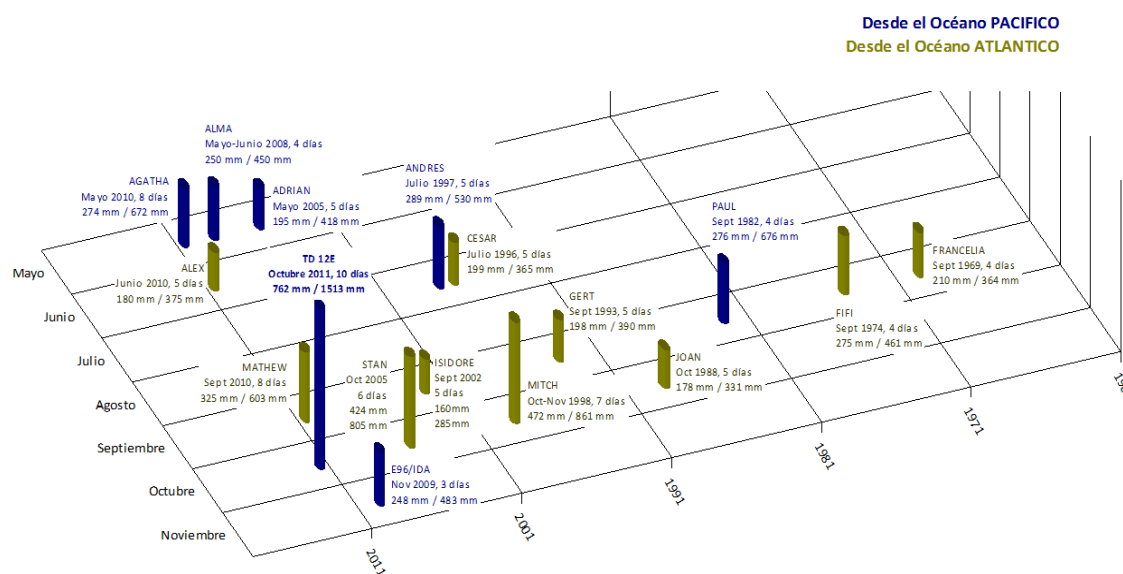 Desde el Océano PACIFICO
Desde el Océano ATLANTICO
ALMA
Mayo-Junio 2008, 4 días
250 mm / 450 mm
AGATHA
Mayo 2010, 8 días
274 mm / 672 mm
ADRIAN
Mayo 2005, 5 días
195 mm / 418 mm
ANDRES
Julio 1997, 5 días
289 mm / 530 mm
CESAR
Julio 1996, 5 días
199 mm / 365 mm
PAUL
Sept 1982, 4 días
276 mm / 676 mm
FRANCELIA
Sept 1969, 4 días
210 mm / 364 mm
ALEX
Junio 2010, 5 días
180 mm / 375 mm
TD 12E
Octubre 2011, 10 días
762 mm / 1513 mm
GERT
Sept 1993, 5 días
198 mm / 390 mm
FIFI
Sept 1974, 4 días
275 mm / 461 mm
MATHEW
Sept 2010, 8 días
325 mm / 603 mm
STAN
Oct 2005
6 días
424 mm
805 mm
ISIDORE
Sept 2002
5 días
160mm
285mm
MITCH
Oct-Nov 1998, 7 días
472 mm / 861 mm
JOAN
Oct 1988, 5 días
178 mm / 331 mm
E96/IDA
Nov 2009, 3 días
248 mm / 483 mm
Mayo
Junio
Julio
Agosto
Septiembre
Octubre
Noviembre
2011
2001
1991
1981
1971